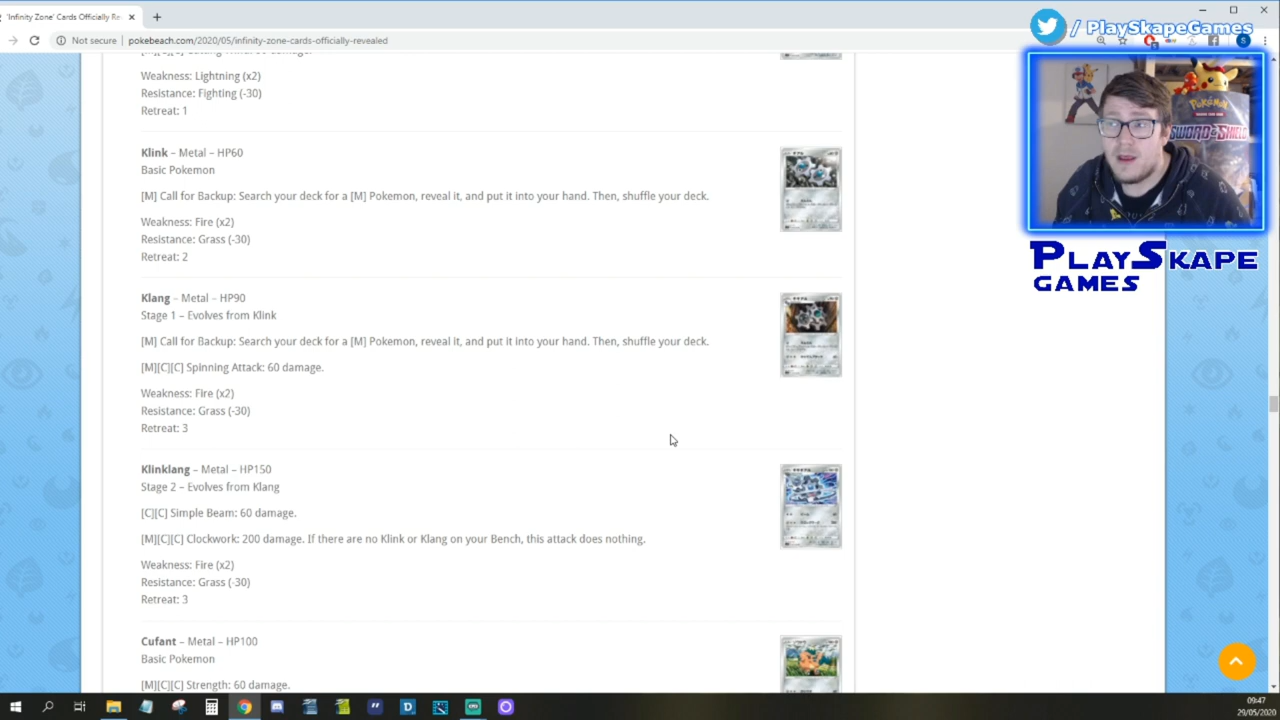 'Infinity Zone' Cards Officially Re
/ PlaySkapeGames
Not secure | pokebeach.com/2020/05/infinity-zone-cards-officially-revealed
Weakness: Lightning (x2)
Resistance: Fighting (-30)
Retreat: 1
POKÉMON
SWORD & SHIELD
Klink – Metal – HP60
Basic Pokemon
[M] Call for Backup: Search your deck for a [M] Pokemon, reveal it, and put it into your hand. Then, shuffle your deck.
Weakness: Fire (x2)
Resistance: Grass (-30)
Retreat: 2
PLAYSKAPE
GAMES
Klang – Metal – HP90
Stage 1 – Evolves from Klink
[M] Call for Backup: Search your deck for a [M] Pokemon, reveal it, and put it into your hand. Then, shuffle your deck.
[M][C][C] Spinning Attack: 60 damage.
Weakness: Fire (x2)
Resistance: Grass (-30)
Retreat: 3
Klinklang – Metal – HP150
Stage 2 – Evolves from Klang
[C][C] Simple Beam: 60 damage.
[M][C][C] Clockwork: 200 damage. If there are no Klink or Klang on your Bench, this attack does nothing.
Weakness: Fire (x2)
Resistance: Grass (-30)
Retreat: 3
Cufant – Metal – HP100
Basic Pokemon
[M][C][C] Strength: 60 damage.
09:47
29/05/2020